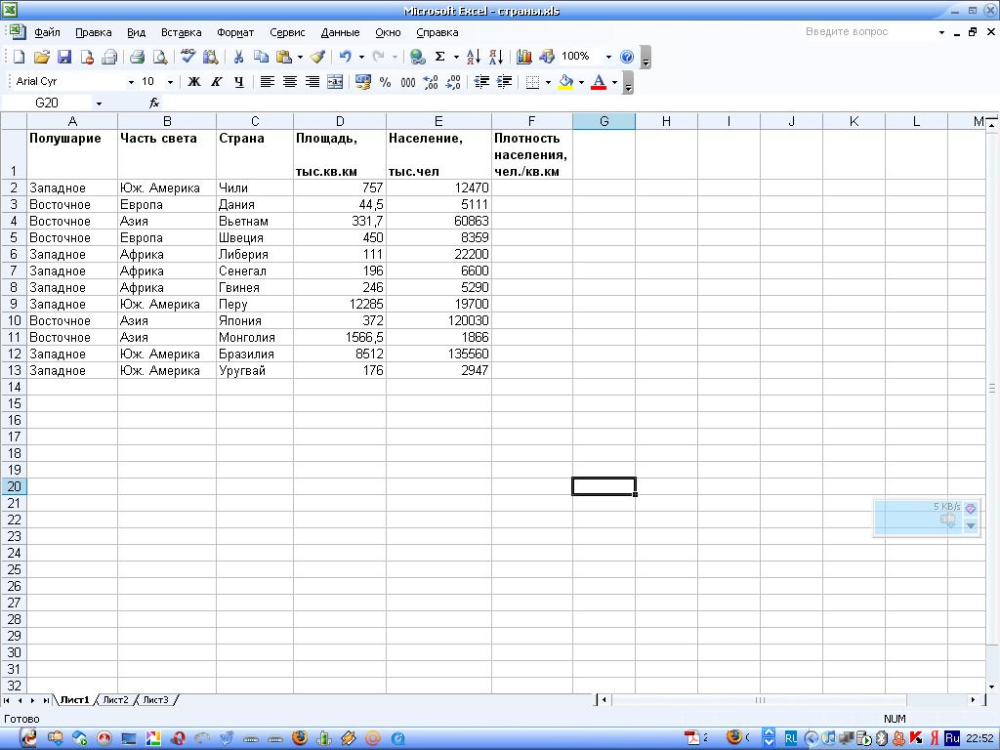 Microsoft Excel - страны.xls
Файл Правка Вид Вставка Формат Сервис Данные Окно Справка Введите вопрос
100%
Arial Cyr 10 Ж К Ч % 000
G20 fx
A B C D E F G H I J K L M
1 Полушарие Часть света Страна Площадь, тыс.кв.км Население, тыс.чел Плотность населения, чел./кв.км
2 Западное Юж. Америка Чили 757 12470
3 Восточное Европа Дания 44,5 5111
4 Восточное Азия Вьетнам 331,7 60863
5 Восточное Европа Швеция 450 8359
6 Западное Африка Либерия 111 22200
7 Западное Африка Сенегал 196 6600
8 Западное Африка Гвинея 246 5290
9 Западное Юж. Америка Перу 12285 19700
10 Восточное Азия Япония 372 120030
11 Восточное Азия Монголия 1566,5 1866
12 Западное Юж. Америка Бразилия 8512 135560
13 Западное Юж. Америка Уругвай 176 2947
14
15
16
17
18
19
20
21
22
23
24
25
26
27
28
29
30
31
32
5 KB/s
Лист1 Лист2 Лист3
Готово NUM
2 RL Ru 22:52